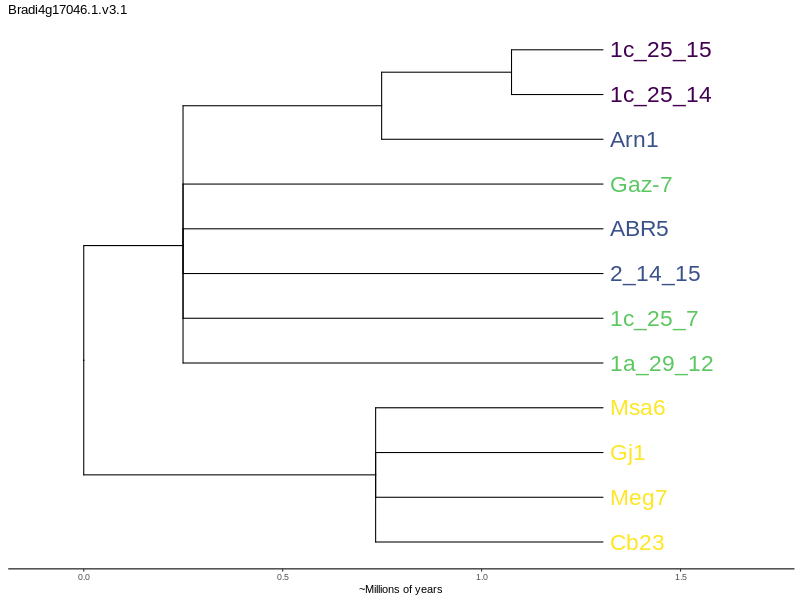 Bradi4g17046.1.v3.1
1c_25_15
1c_25_14
Arn1
Gaz-7
ABR5
2_14_15
1c_25_7
1a_29_12
Msa6
Gj1
Meg7
Cb23
0.0 0.5 1.0 1.5
~Millions of years